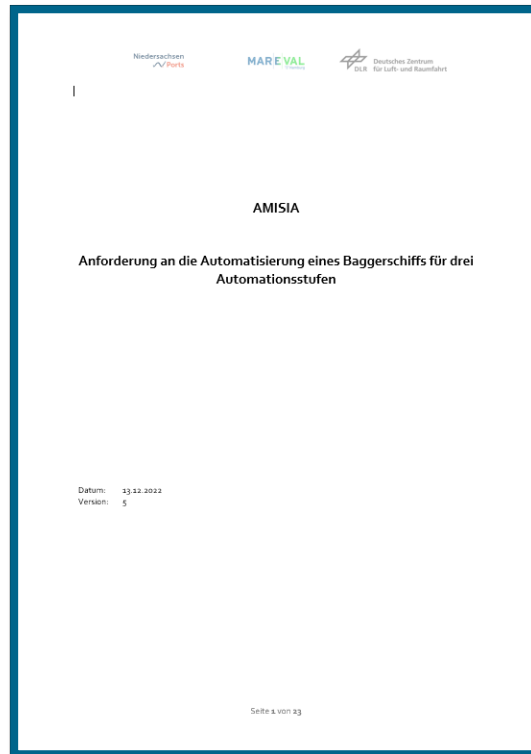 Niedersachsen
Ports
MAREVAL
DLR
Deutsches Zentrum
für Luft- und Raumfahrt
AMISIA
Anforderung an die Automatisierung eines Baggerschiffs für drei
Automationsstufen
Datum: 13.12.2022
Version: 5
Seite 1 von 23